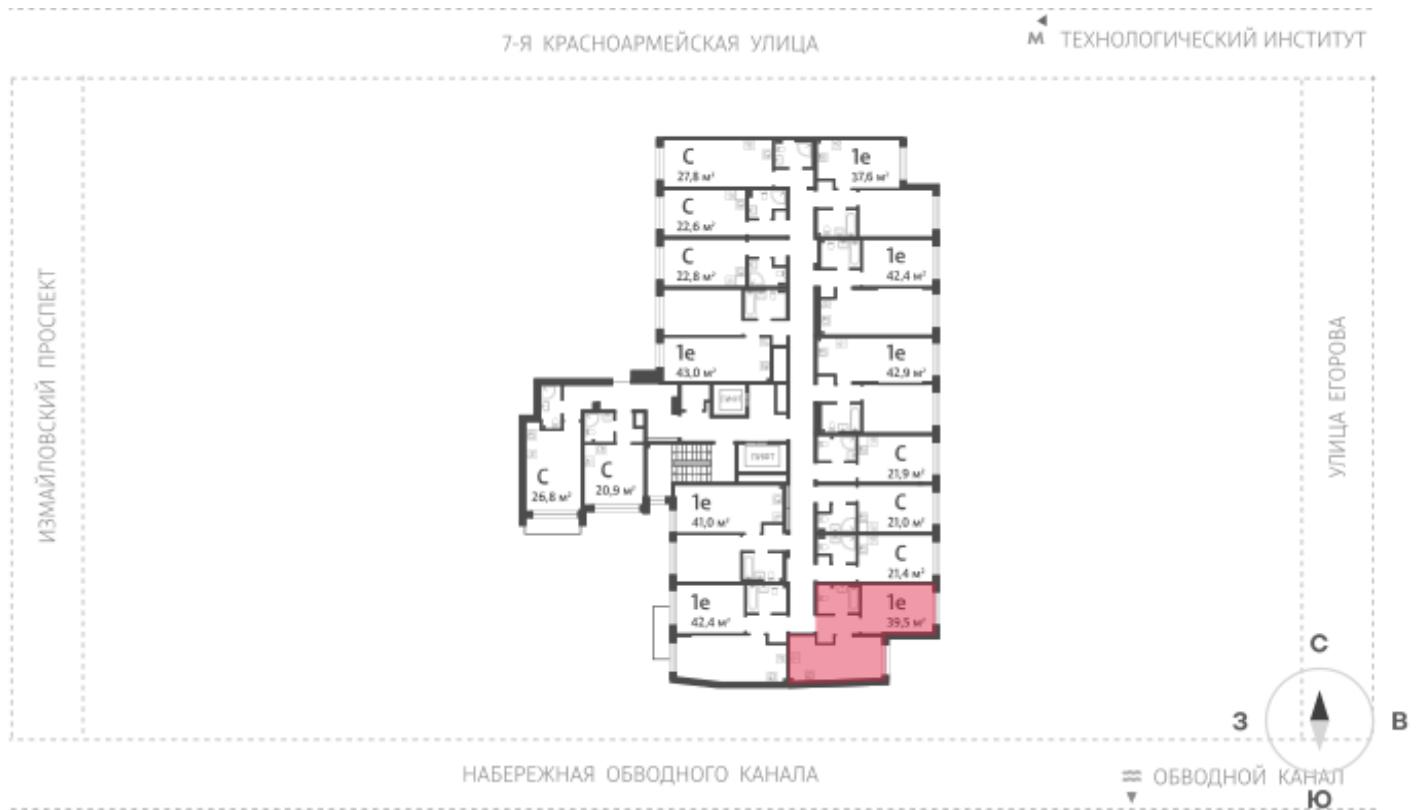 7-Я КРАСНОАРМЕЙСКАЯ УЛИЦА
М ТЕХНОЛОГИЧЕСКИЙ ИНСТИТУТ
ИЗМАЙЛОВСКИЙ ПРОСПЕКТ
С
27,8 м²
1е
37,6 м²
С
22,6 м²
С
22,8 м²
1е
42,4 м²
1е
43,0 м²
1е
42,9 м²
ЛИФТ
ЛИФТ
С
26,8 м²
С
20,9 м²
С
21,9 м²
1е
41,0 м²
С
21,0 м²
С
21,4 м²
1е
42,4 м²
1е
39,5 м²
УЛИЦА ЕГОРОВА
С
З
В
Ю
НАБЕРЕЖНАЯ ОБВОДНОГО КАНАЛА
ОБВОДНОЙ КАНАЛ